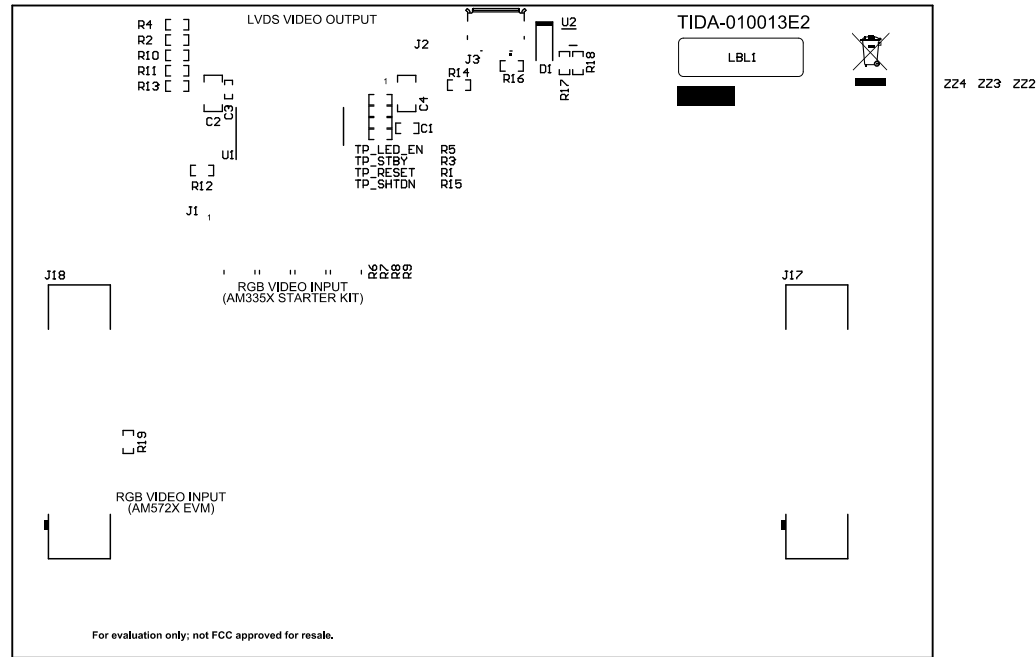 LVDS VIDEO OUTPUT
TIDA-010013E2
R4
R2
R10
R11
R13
J2
J3
U2
LBL1
R14
R16
D1
R17
R18
ZZ4 ZZ3 ZZ2
C2
C3
1
C4
C1
U1
TP_LED_EN R5
TP_STBY R3
TP_RESET R1
TP_SHTDN R15
R12
J1
1
R6
R7
R8
R9
J18
RGB VIDEO INPUT
(AM335X STARTER KIT)
J17
R19
RGB VIDEO INPUT
(AM572X EVM)
For evaluation only; not FCC approved for resale.